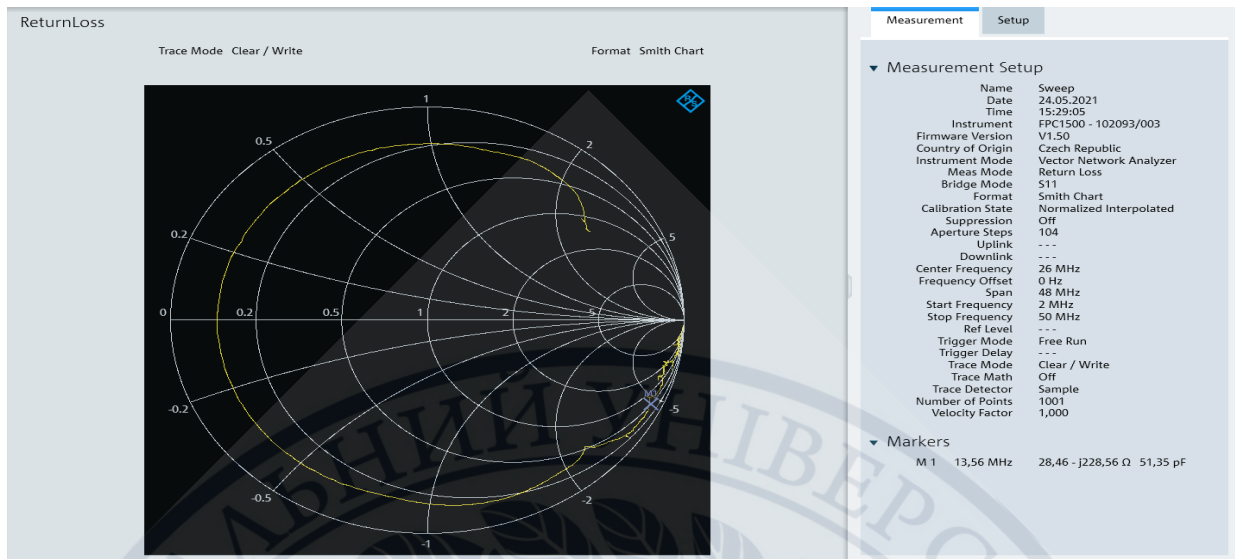 ReturnLoss
Trace Mode Clear / Write
Format Smith Chart
R&S
1
0.5
2
0.2
5
0
0.2
0.5
1
2
5
-0.2
M1
-5
-0.5
-2
-1
Measurement
Setup
Measurement Setup
Name Sweep
Date 24.05.2021
Time 15:29:05
Instrument FPC1500 - 102093/003
Firmware Version V1.50
Country of Origin Czech Republic
Instrument Mode Vector Network Analyzer
Meas Mode Return Loss
Bridge Mode S11
Format Smith Chart
Calibration State Normalized Interpolated
Suppression Off
Aperture Steps 104
Uplink - - -
Downlink - - -
Center Frequency 26 MHz
Frequency Offset 0 Hz
Span 48 MHz
Start Frequency 2 MHz
Stop Frequency 50 MHz
Ref Level - - -
Trigger Mode Free Run
Trigger Delay - - -
Trace Mode Clear / Write
Trace Math Off
Trace Detector Sample
Number of Points 1001
Velocity Factor 1,000
Markers
M 1 13,56 MHz 28,46 - j228,56 Ω 51,35 pF